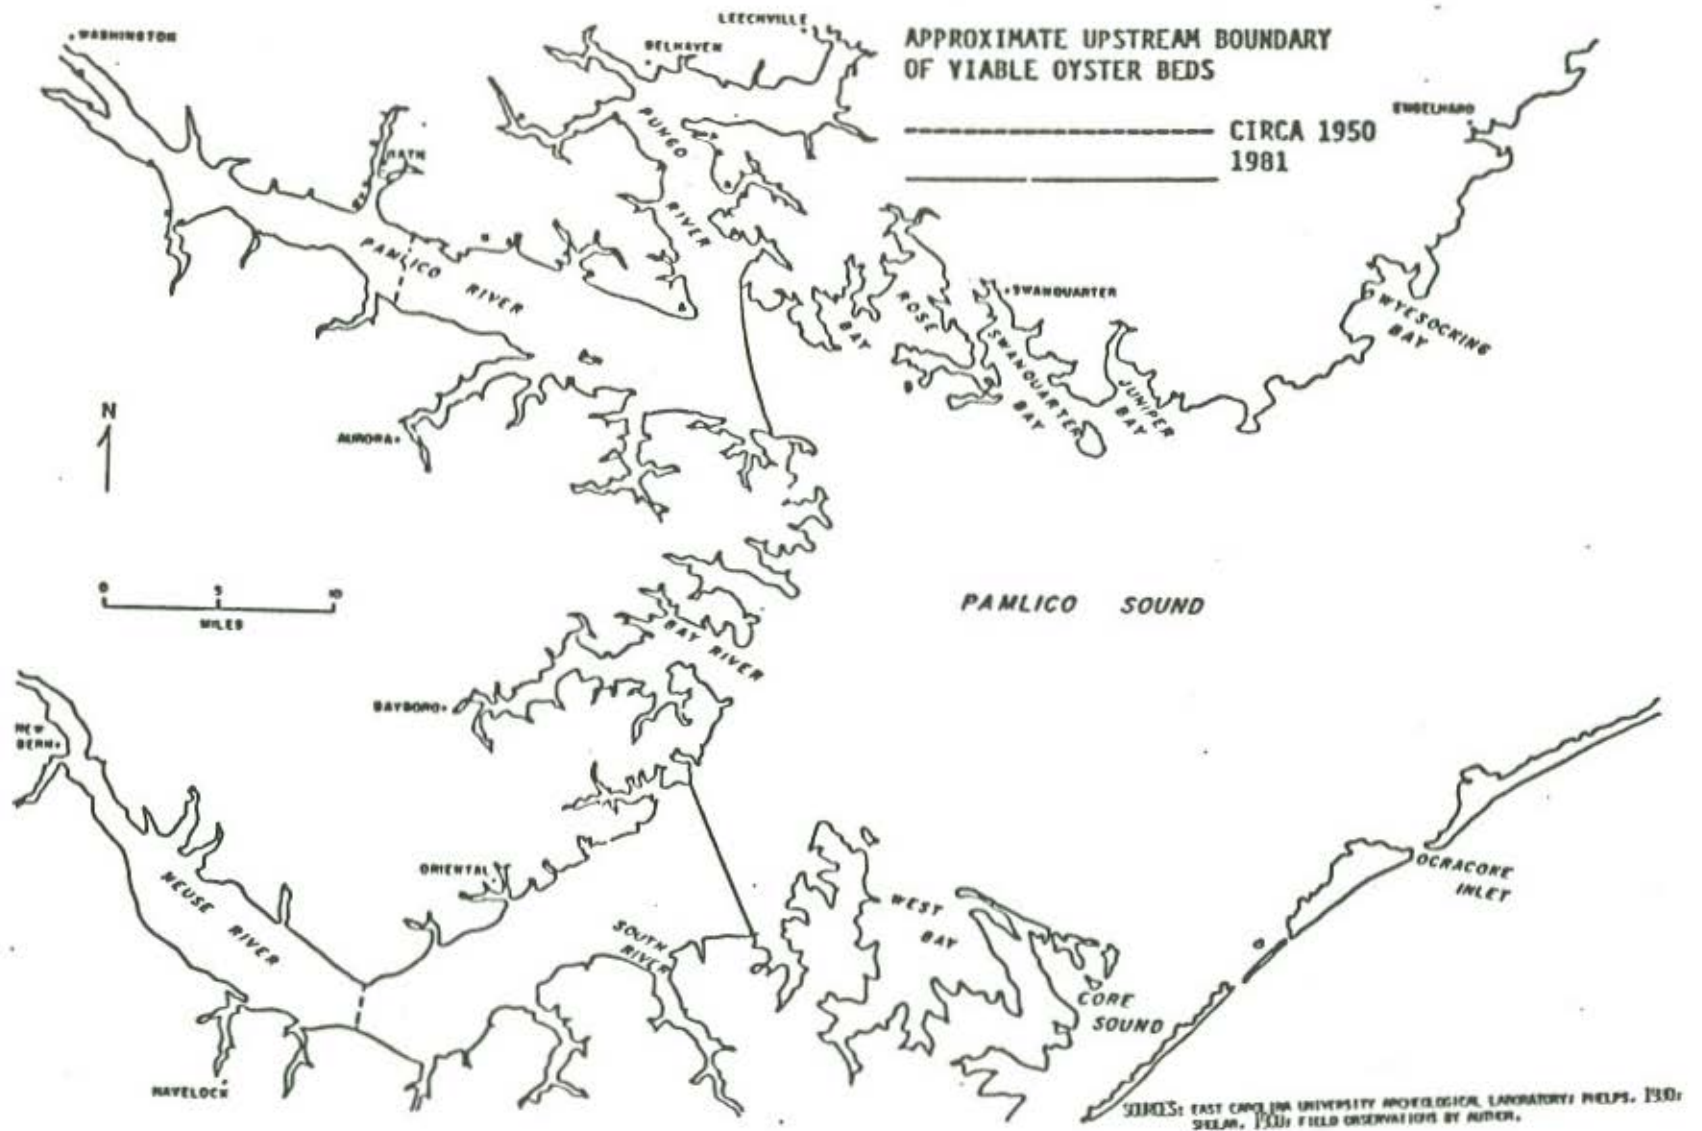 WASHINGTON
LEECHVILLE
BELHAVEN
APPROXIMATE UPSTREAM BOUNDARY
OF VIABLE OYSTER BEDS
CIRCA 1950
1981
ENGELHARD
BATH
PUNGO
RIVER
PAMLICO
RIVER
SWANQUARTER
BAY
ROSE
SWANQUARTER
BAY
JUNIPER
BAY
WYESOCKING
BAY
N
AURORA
0 5 10
MILES
PAMLICO SOUND
BAY RIVER
BAYBORO
NEW
BERN
ORIENTAL
NEUSE
RIVER
SOUTH
RIVER
WEST
BAY
OCRACOKE
INLET
CORE
SOUND
HAVELOCK
SOURCES: EAST CAROLINA UNIVERSITY ARCHEOLOGICAL LABORATORY; PHELPS,
FIELD OBSERVATIONS BY AUTHOR.